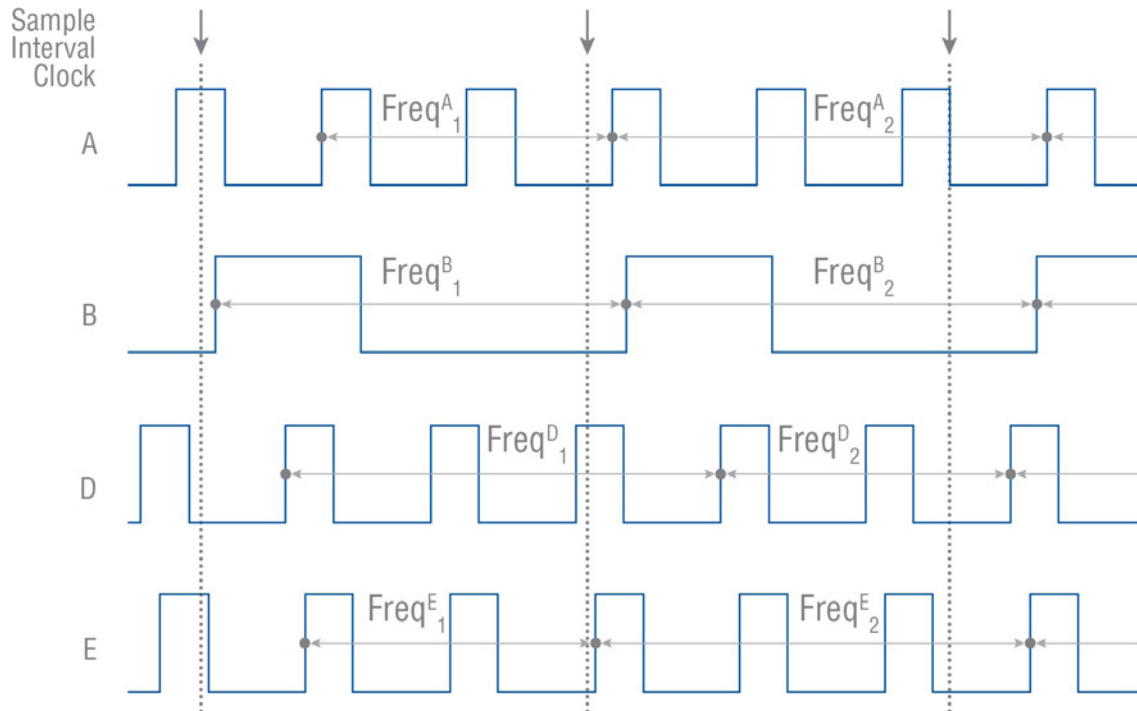 Sample
Interval
Clock
A
Freq^A_1
Freq^A_2
B
Freq^B_1
Freq^B_2
D
Freq^D_1
Freq^D_2
E
Freq^E_1
Freq^E_2